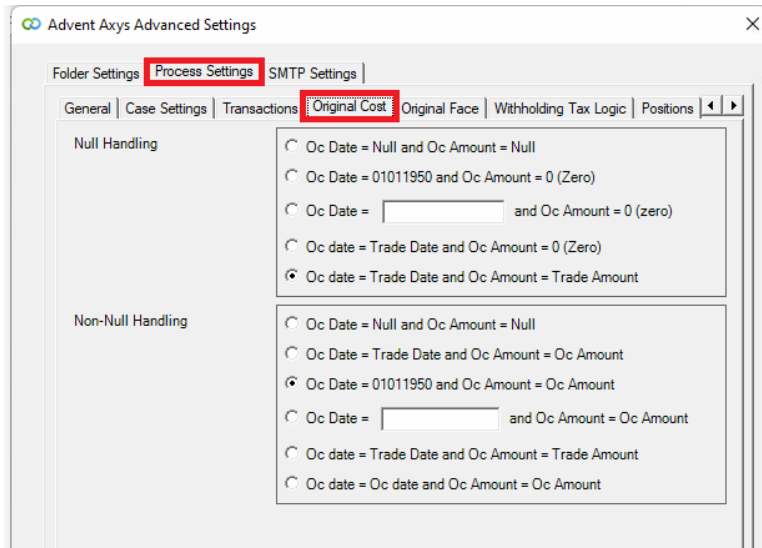 Advent Axys Advanced Settings
Folder Settings Process Settings SMTP Settings
General Case Settings Transactions Original Cost Original Face Withholding Tax Logic Positions
Null Handling
Oc Date = Null and Oc Amount = Null
Oc Date = 01011950 and Oc Amount = 0 (Zero)
Oc Date = and Oc Amount = 0 (zero)
Oc date = Trade Date and Oc Amount = 0 (Zero)
Oc date = Trade Date and Oc Amount = Trade Amount
Non-Null Handling
Oc Date = Null and Oc Amount = Null
Oc Date = Trade Date and Oc Amount = Oc Amount
Oc Date = 01011950 and Oc Amount = Oc Amount
Oc Date = and Oc Amount = Oc Amount
Oc date = Trade Date and Oc Amount = Trade Amount
Oc date = Oc date and Oc Amount = Oc Amount